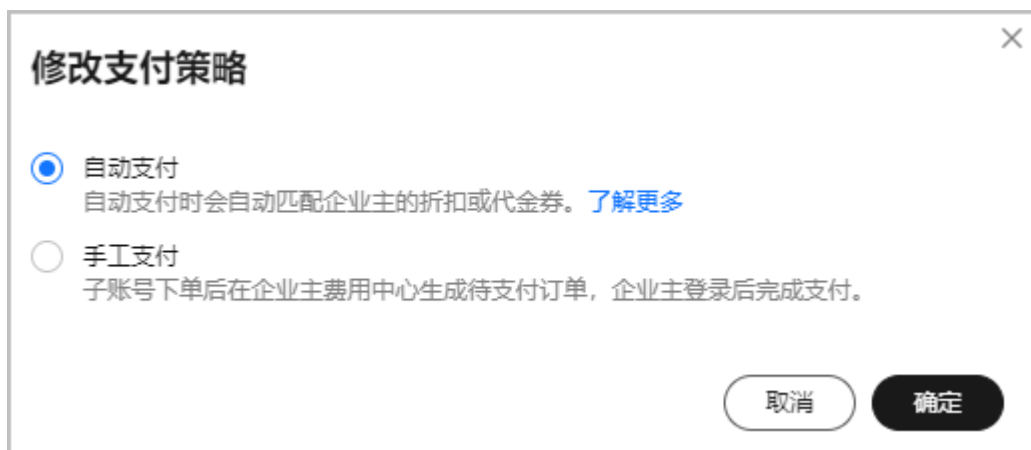 修改支付策略
自动支付
自动支付时会自动匹配企业主的折扣或代金券。了解更多
手工支付
子账号下单后在企业主费用中心生成待支付订单，企业主登录后完成支付。
取消 确定